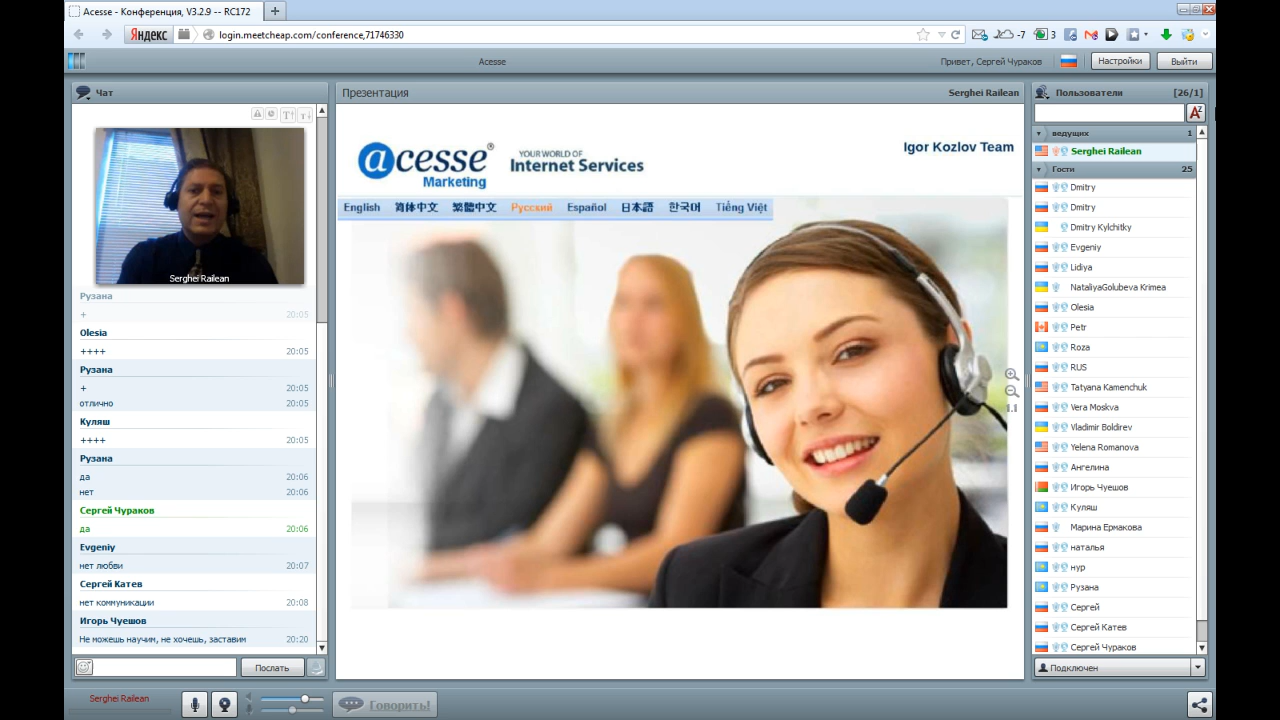 Acesse - Конференция, V3.2.9 -- RC172
Яндекс
login.meetcheap.com/conference,71746330
-7
3
Acesse
Привет, Сергей Чураков
Настройки
Выйти
Чат
Serghei Railean
Рузана
+ 20:05
Olesia
++++ 20:05
Рузана
+ 20:05
отлично 20:05
Куляш
++++ 20:05
Рузана
да 20:06
нет 20:06
Сергей Чураков
да 20:06
Evgeniy
нет любви 20:07
Сергей Катев
нет коммуникации 20:08
Игорь Чуешов
Не можешь научим, не хочешь, заставим 20:20
Послать
Презентация
Serghei Railean
acesse®
Marketing
YOUR WORLD OF
Internet Services
Igor Kozlov Team
English 简体中文 繁體中文 Русский Español 日本語 한국어 Tiếng Việt
1.1
Пользователи [26/1]
ведущих 1
Serghei Railean
Гости 25
Dmitry
Dmitry
Dmitry Kylchitky
Evgeniy
Lidiya
NataliyaGolubeva Krimea
Olesia
Petr
Roza
RUS
Tatyana Kamenchuk
Vera Moskva
Vladimir Boldirev
Yelena Romanova
Ангелина
Игорь Чуешов
Куляш
Марина Ермакова
наталья
нур
Рузана
Сергей
Сергей Катев
Сергей Чураков
Подключен
Serghei Railean
Говорить!